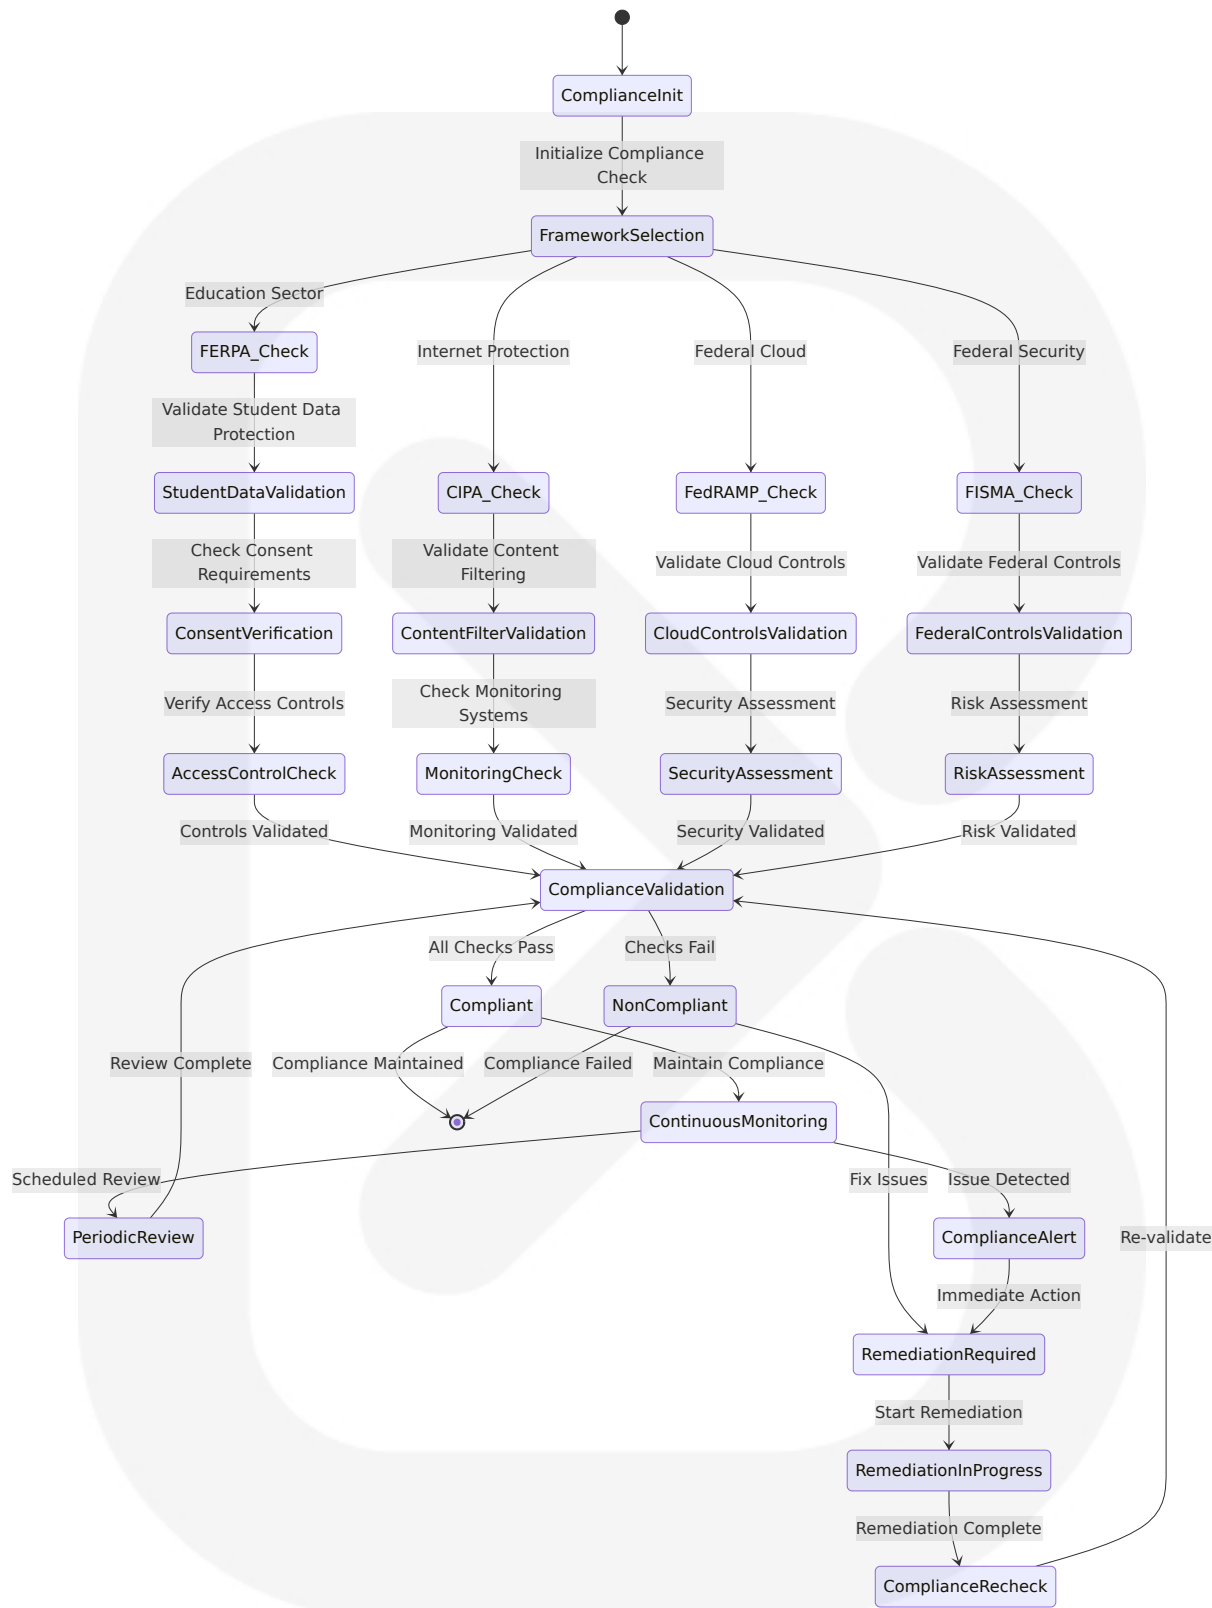 ComplianceInit
Initialize Compliance
Check
FrameworkSelection
Education Sector
FERPA_Check
Internet Protection
Federal Cloud
Federal Security
Validate Student Data
Protection
StudentDataValidation
CIPA_Check
FedRAMP_Check
FISMA_Check
Check Consent
Requirements
Validate Content
Filtering
Validate Cloud Controls
Validate Federal Controls
ConsentVerification
ContentFilterValidation
CloudControlsValidation
FederalControlsValidation
Verify Access Controls
Check Monitoring
Systems
Security Assessment
Risk Assessment
AccessControlCheck
MonitoringCheck
SecurityAssessment
RiskAssessment
Controls Validated
Monitoring Validated
Security Validated
Risk Validated
ComplianceValidation
All Checks Pass
Checks Fail
Compliant
NonCompliant
Review Complete
Compliance Maintained
Compliance Failed
Maintain Compliance
ContinuousMonitoring
Scheduled Review
Fix Issues
Issue Detected
PeriodicReview
ComplianceAlert
Re-validate
Immediate Action
RemediationRequired
Start Remediation
RemediationInProgress
Remediation Complete
ComplianceRecheck